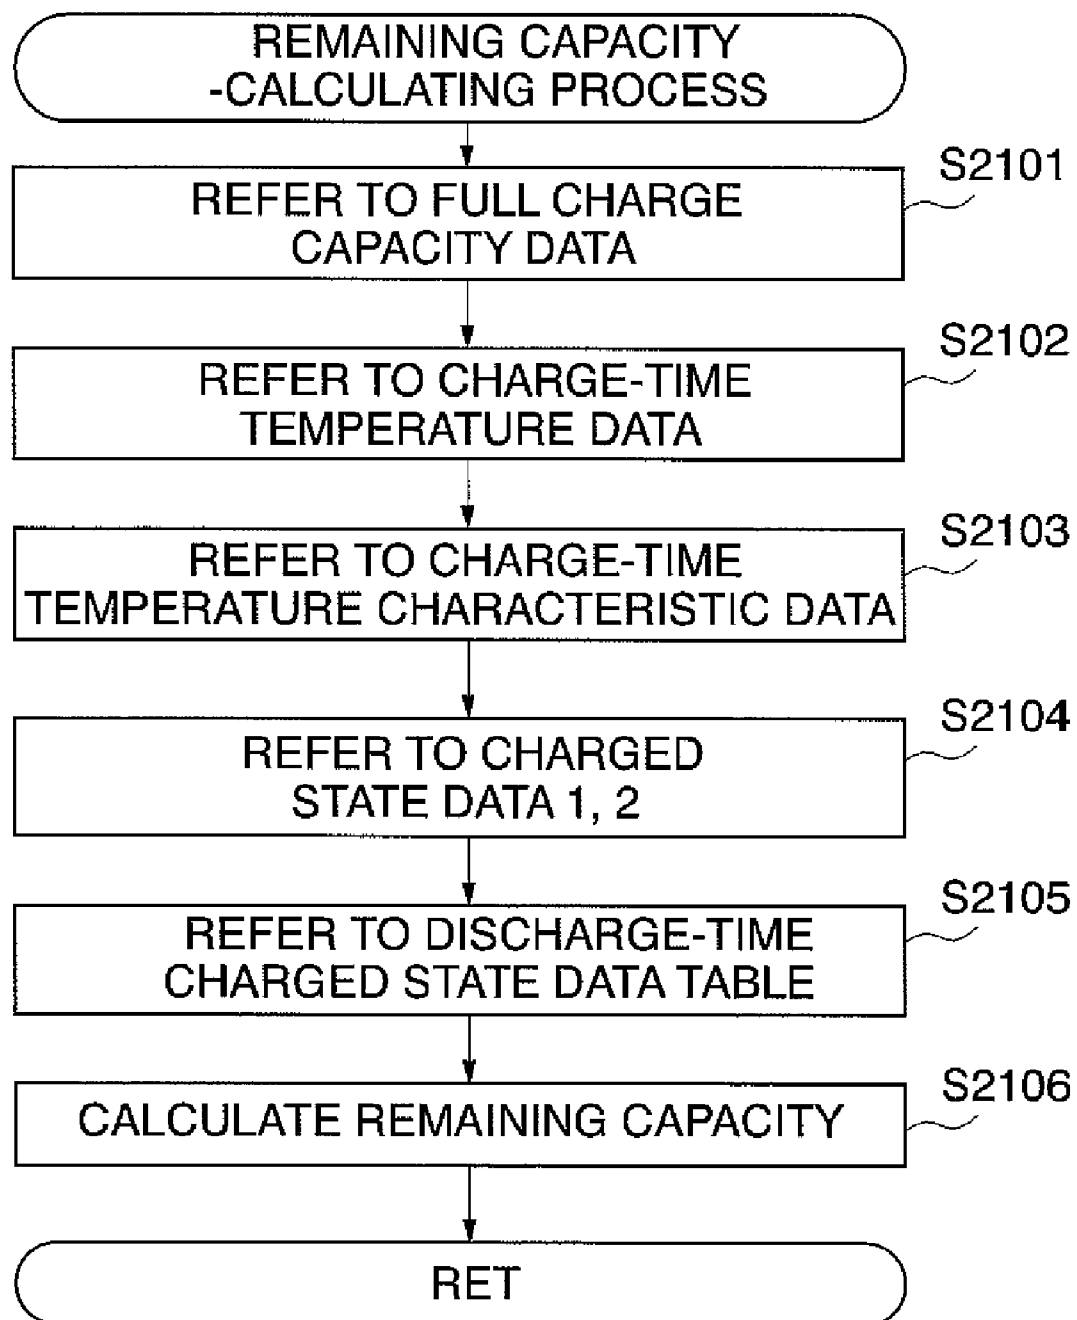 REMAINING CAPACITY
-CALCULATING PROCESS
S2101
REFER TO FULL CHARGE
CAPACITY DATA
S2102
REFER TO CHARGE-TIME
TEMPERATURE DATA
S2103
REFER TO CHARGE-TIME
TEMPERATURE CHARACTERISTIC DATA
S2104
REFER TO CHARGED
STATE DATA 1, 2
S2105
REFER TO DISCHARGE-TIME
CHARGED STATE DATA TABLE
S2106
CALCULATE REMAINING CAPACITY
RET